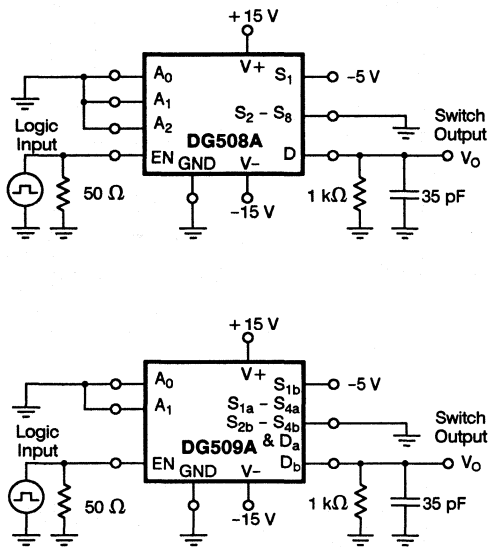 +15 V
V+
A0
S1
−5 V
A1
S2 − S8
A2
Logic
Input
DG508A
Switch
Output
EN
GND
V−
D
VO
50 Ω
−15 V
1 kΩ
35 pF
+15 V
V+
A0
S1b
−5 V
A1
S1a − S4a
S2b − S4b
& Da
Logic
Input
DG509A
Switch
Output
EN
GND
V−
Db
VO
50 Ω
−15 V
1 kΩ
35 pF